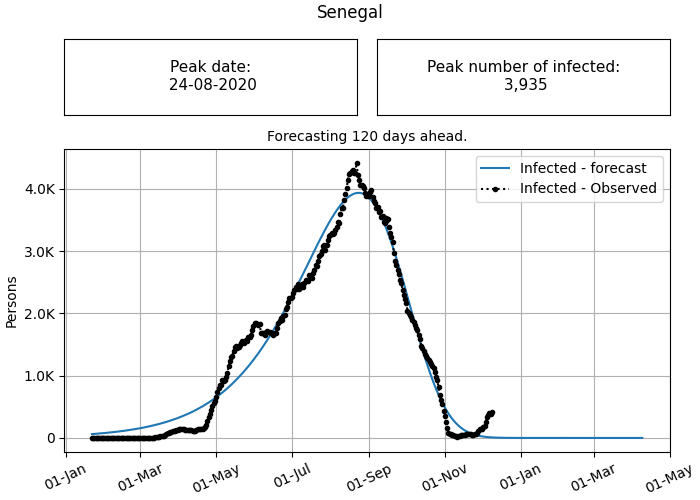 Senegal
Peak date:
24-08-2020
Peak number of infected:
3,935
Forecasting 120 days ahead.
Infected - forecast
Infected - Observed
Persons
4.0K
3.0K
2.0K
1.0K
0
01-Jan
01-Mar
01-May
01-Jul
01-Sep
01-Nov
01-Jan
01-Mar
01-May